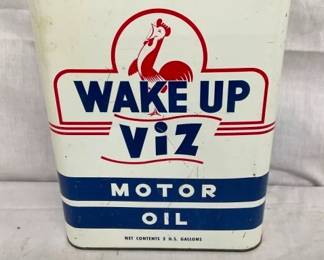 WAKE UP
ViZ
MOTOR
OIL
NET CONTENTS 2 U.S. GALLONS